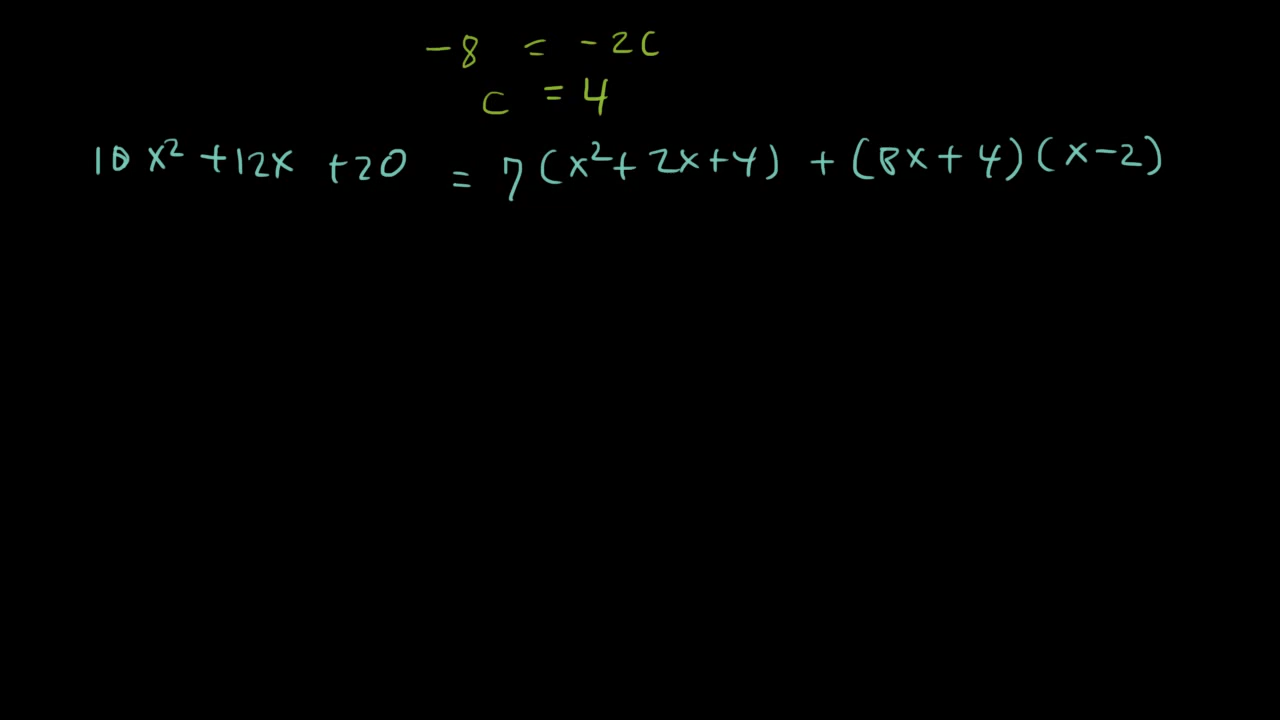 -8 = -2C
C = 4
10x² + 12x + 20 = 7(x² + 2x + 4) + (8x + 4)(x - 2)